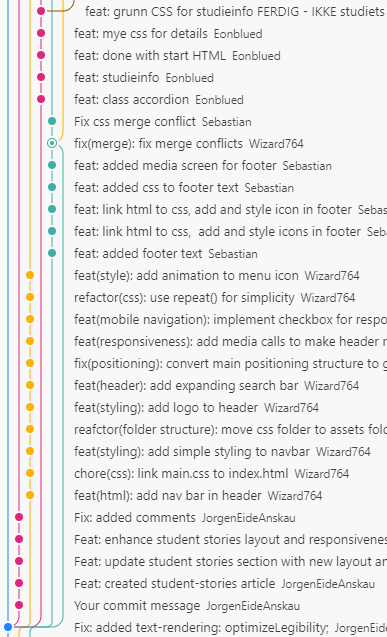 feat: grunn CSS for studieinfo FERDIG - IKKE studiets
feat: mye css for details Eonblued
feat: done with start HTML Eonblued
feat: studieinfo Eonblued
feat: class accordion Eonblued
Fix css merge conflict Sebastian
fix(merge): fix merge conflicts Wizard764
feat: added media screen for footer Sebastian
feat: added css to footer text Sebastian
feat: link html to css, add and style icon in footer Sebas
feat: link html to css, add and style icons in footer Seb
feat: added footer text Sebastian
feat(style): add animation to menu icon Wizard764
refactor(css): use repeat() for simplicity Wizard764
feat(mobile navigation): implement checkbox for respo
feat(responsiveness): add media calls to make header r
fix(positioning): convert main positioning structure to g
feat(header): add expanding search bar Wizard764
feat(styling): add logo to header Wizard764
reafctor(folder structure): move css folder to assets fold
feat(styling): add simple styling to navbar Wizard764
chore(css): link main.css to index.html Wizard764
feat(html): add nav bar in header Wizard764
Fix: added comments JorgenEideAnskau
Feat: enhance student stories layout and responsivenes
Feat: update student stories section with new layout an
Feat: created student-stories article JorgenEideAnskau
Your commit message JorgenEideAnskau
Fix: added text-rendering: optimizeLegibility; JorgenEid